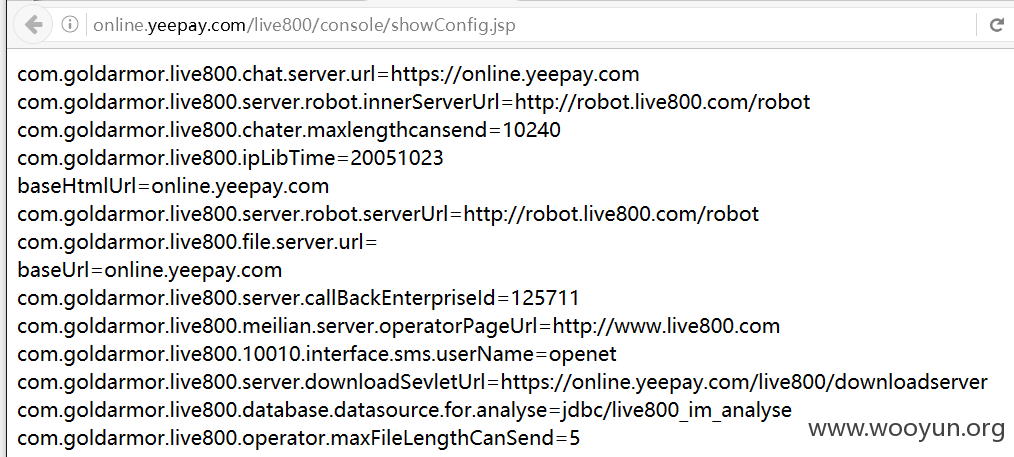 online.yeepay.com/live800/console/showConfig.jsp
com.goldarmor.live800.chat.server.url=https://online.yeepay.com
com.goldarmor.live800.server.robot.innerServerUrl=http://robot.live800.com/robot
com.goldarmor.live800.chater.maxlengthcansend=10240
com.goldarmor.live800.ipLibTime=20051023
baseHtmlUrl=online.yeepay.com
com.goldarmor.live800.server.robot.serverUrl=http://robot.live800.com/robot
com.goldarmor.live800.file.server.url=
baseUrl=online.yeepay.com
com.goldarmor.live800.server.callBackEnterpriseId=125711
com.goldarmor.live800.meilian.server.operatorPageUrl=http://www.live800.com
com.goldarmor.live800.10010.interface.sms.userName=openet
com.goldarmor.live800.server.downloadSevletUrl=https://online.yeepay.com/live800/downloadserver
com.goldarmor.live800.database.datasource.for.analyse=jdbc/live800_im_analyse
com.goldarmor.live800.operator.maxFileLengthCanSend=5
www.wooyun.org